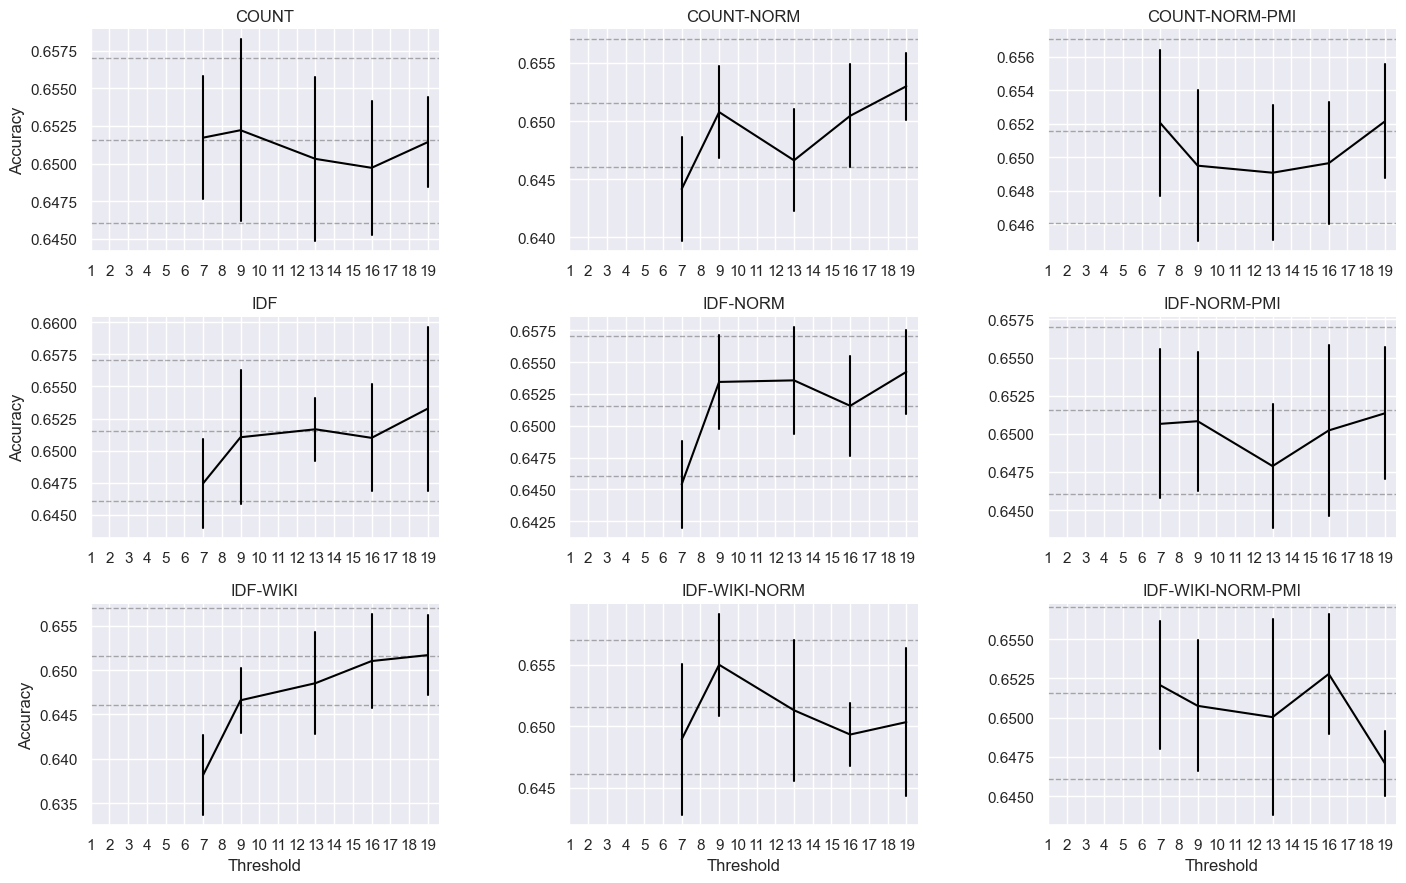 COUNT COUNT-NORM COUNT-NORM-PMI
Accuracy
0.6575
0.6550
0.6525
0.6500
0.6475
0.6450
1 2 3 4 5 6 7 8 9 10 11 12 13 14 15 16 17 18 19
0.655
0.650
0.645
0.640
1 2 3 4 5 6 7 8 9 10 11 12 13 14 15 16 17 18 19
0.656
0.654
0.652
0.650
0.648
0.646
1 2 3 4 5 6 7 8 9 10 11 12 13 14 15 16 17 18 19
IDF IDF-NORM IDF-NORM-PMI
Accuracy
0.6600
0.6575
0.6550
0.6525
0.6500
0.6475
0.6450
1 2 3 4 5 6 7 8 9 10 11 12 13 14 15 16 17 18 19
0.6575
0.6550
0.6525
0.6500
0.6475
0.6450
0.6425
1 2 3 4 5 6 7 8 9 10 11 12 13 14 15 16 17 18 19
0.6575
0.6550
0.6525
0.6500
0.6475
0.6450
1 2 3 4 5 6 7 8 9 10 11 12 13 14 15 16 17 18 19
IDF-WIKI IDF-WIKI-NORM IDF-WIKI-NORM-PMI
Accuracy
0.655
0.650
0.645
0.640
0.635
1 2 3 4 5 6 7 8 9 10 11 12 13 14 15 16 17 18 19
Threshold
0.655
0.650
0.645
1 2 3 4 5 6 7 8 9 10 11 12 13 14 15 16 17 18 19
Threshold
0.6550
0.6525
0.6500
0.6475
0.6450
1 2 3 4 5 6 7 8 9 10 11 12 13 14 15 16 17 18 19
Threshold